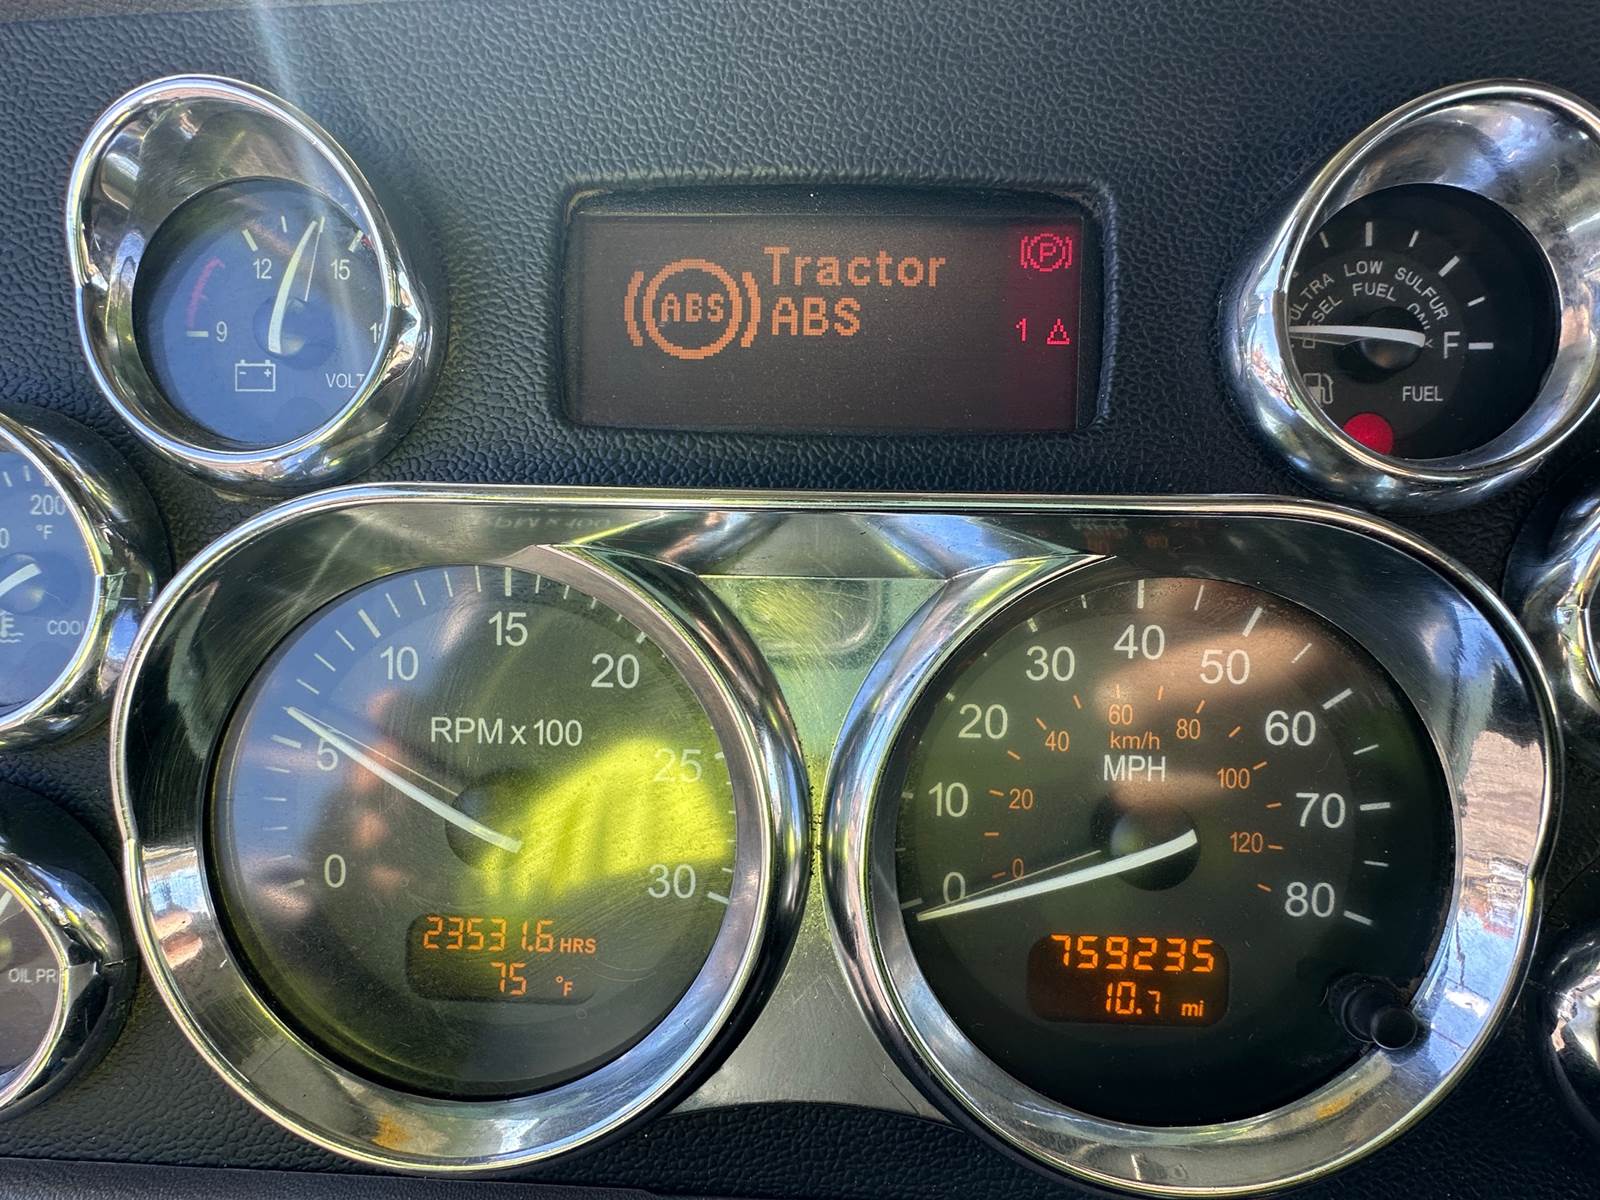 12
15
9
18
VOLT
Tractor
ABS
ABS
P
1
ULTRA LOW SULFUR
FUEL
F
FUEL
200
°F
COOL
OIL PR
0
5
10
15
20
25
30
RPM x 100
23531.6 HRS
75 °F
0
10
20
30
40
50
60
70
80
0
20
40
60
80
100
120
km/h
MPH
759235
10.7 mi